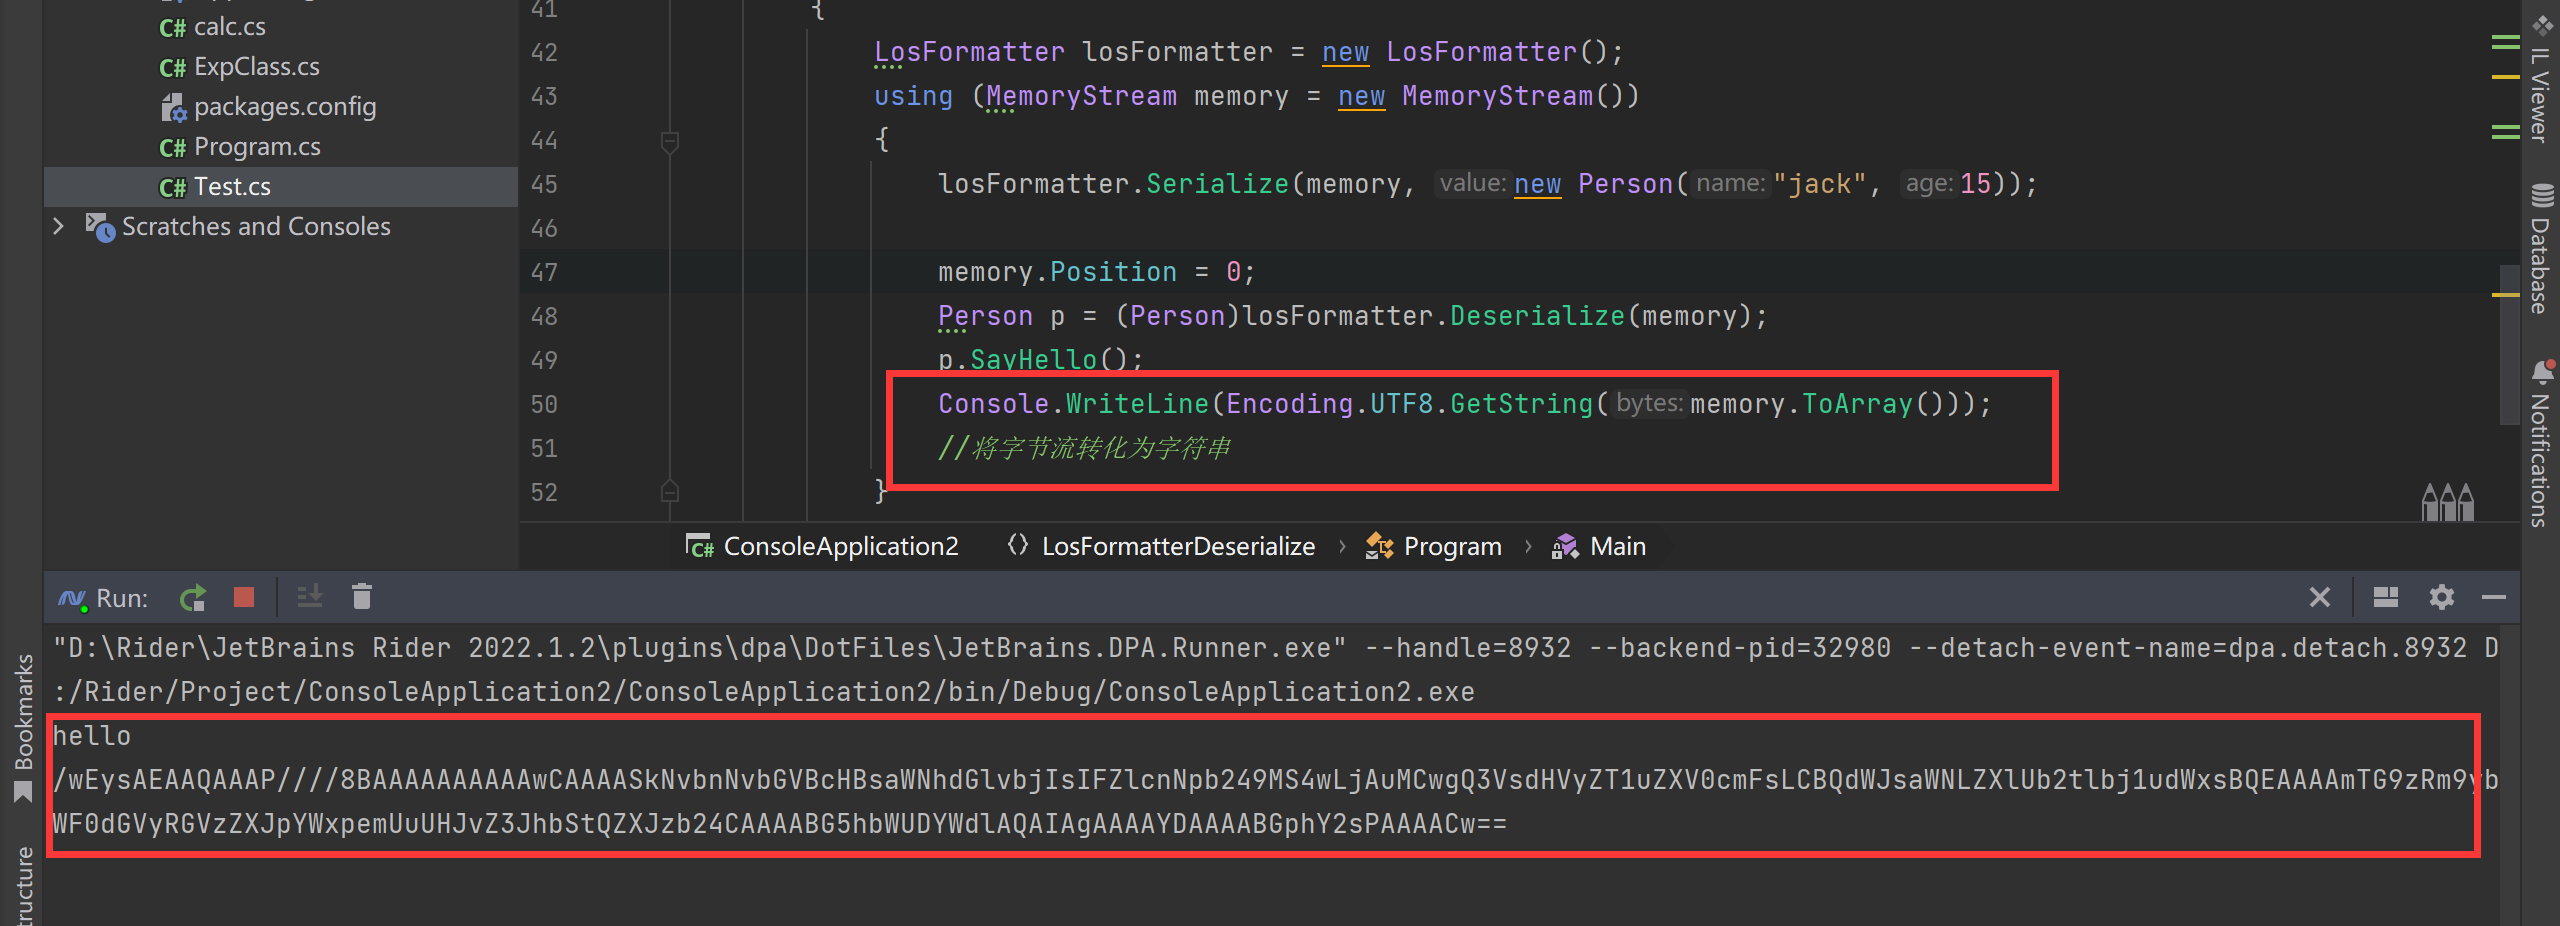 C# calc.cs
C# ExpClass.cs
packages.config
C# Program.cs
C# Test.cs
Scratches and Consoles
41 {
42 LosFormatter losFormatter = new LosFormatter();
43 using (MemoryStream memory = new MemoryStream())
44 {
45 losFormatter.Serialize(memory, value: new Person( name: "jack", age: 15));
46
47 memory.Position = 0;
48 Person p = (Person)losFormatter.Deserialize(memory);
49 p.SayHello();
50 Console.WriteLine(Encoding.UTF8.GetString( bytes: memory.ToArray()));
51 //将字节流转化为字符串
52 }
C# ConsoleApplication2 LosFormatterDeserialize Program Main
Run:
"D:\Rider\JetBrains Rider 2022.1.2\plugins\dpa\DotFiles\JetBrains.DPA.Runner.exe" --handle=8932 --backend-pid=32980 --detach-event-name=dpa.detach.8932 D
:/Rider/Project/ConsoleApplication2/ConsoleApplication2/bin/Debug/ConsoleApplication2.exe
hello
/wEysAEAAQAAAP////8BAAAAAAAAAAwCAAAASkNvbnNvbGVBcHBsaWNhdGlvbjIsIFZlcnNpb249MS4wLjAuMCwgQ3VsdHVyZT1uZXV0cmFsLCBQdWJsaWNLZXlUb2tlbj1udWxsBQEAAAAmTG9zRm9yb
WF0dGVyRGVzZXJpYWxpemUuUHJvZ3JhbStQZXJzb24CAAAABG5hbWUDYWdlAQAIAgAAAAYDAAAABGphY2sPAAAACw==
IL Viewer
Database
Notifications
Bookmarks